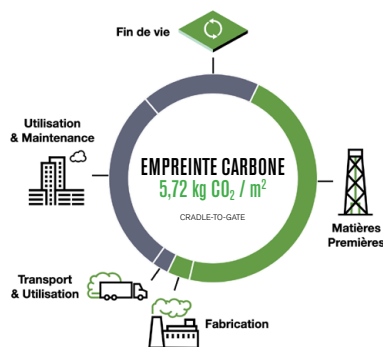 Fin de vie
Utilisation
& Maintenance
EMPREINTE CARBONE
5,72 kg CO₂ / m²
CRADLE-TO-GATE
Matières
Premières
Transport
& Utilisation
Fabrication